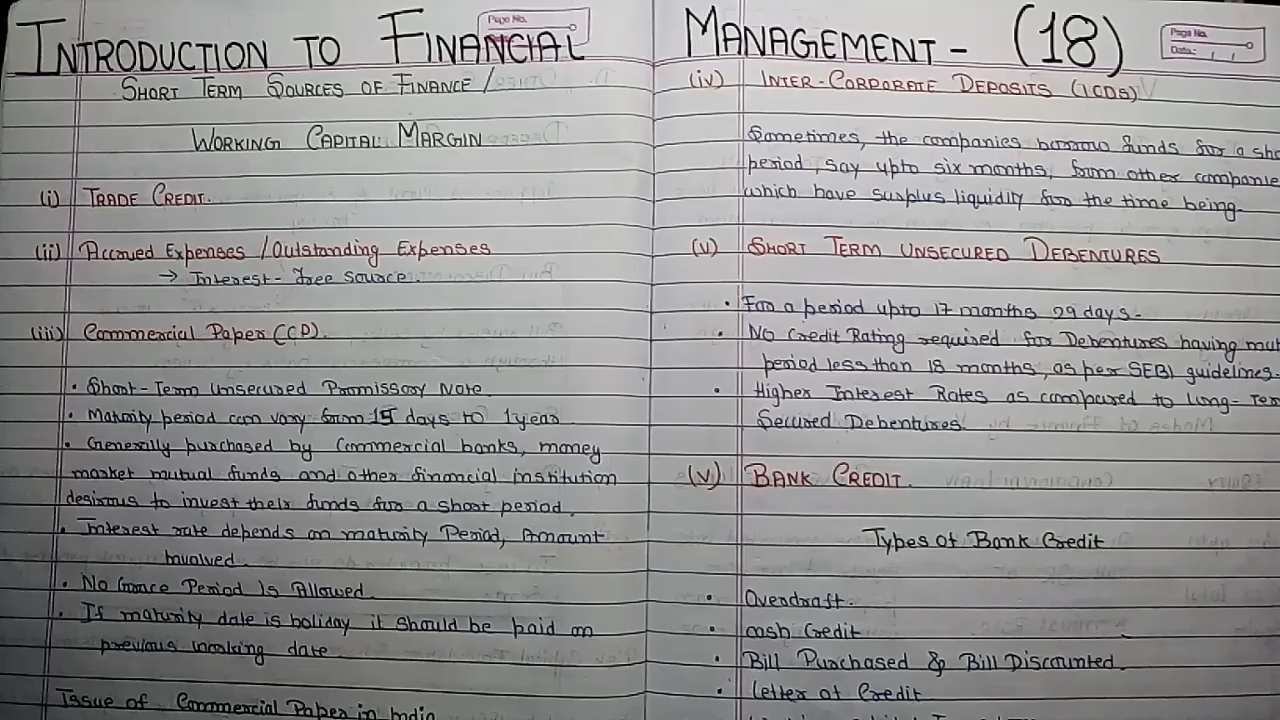 INTRODUCTION TO FINANCIAL MANAGEMENT - (18)
Page No.
SHORT TERM SOURCES OF FINANCE /
WORKING CAPITAL MARGIN
(i) TRADE CREDIT.
(ii) Accrued Expenses / Outstanding Expenses
→ Interest - free source.
(iii) Commercial Paper (CP).
• Short-Term Unsecured Promissory Note.
• Maturity period can vary from 15 days to 1 year.
• Generally purchased by Commercial banks, money
market mutual funds and other financial institution
desirous to invest their funds for a short period.
• Interest rate depends on maturity Period, Amount
Involved.
• No Grace Period Is Allowed.
• If maturity date is holiday it should be paid on
previous working date
Issue of Commercial Paper in India
Page No.
Date: / /
(iv) INTER-CORPORATE DEPOSITS (ICDs)
Sometimes, the companies borrow funds for a sho
period, say upto six months, from other companie
which have surplus liquidity for the time being.
(v) SHORT TERM UNSECURED DEBENTURES
• For a period upto 17 months 29 days.
• NO Credit Rating required for Debentures having mat
period less than 18 months, as per SEBI guidelines.
• Higher Interest Rates as compared to Long-Ter
Secured Debentures.
(v) BANK CREDIT.
Types of Bank Credit
• Overdraft.
• Cash Credit
• Bill Purchased & Bill Discounted.
• Letter of Credit